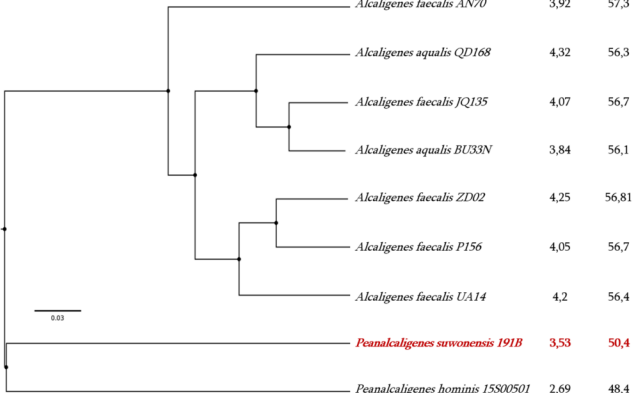 Alcaligenes faecalis AN70 3,92 57,3
Alcaligenes aqualis QD168 4,32 56,3
Alcaligenes faecalis JQ135 4,07 56,7
Alcaligenes aqualis BU33N 3,84 56,1
Alcaligenes faecalis ZD02 4,25 56,81
Alcaligenes faecalis P156 4,05 56,7
Alcaligenes faecalis UA14 4,2 56,4
0.03
Peanalcaligenes suwonensis 191B 3,53 50,4
Peanalcaligenes hominis 15S00501 2,69 48,4